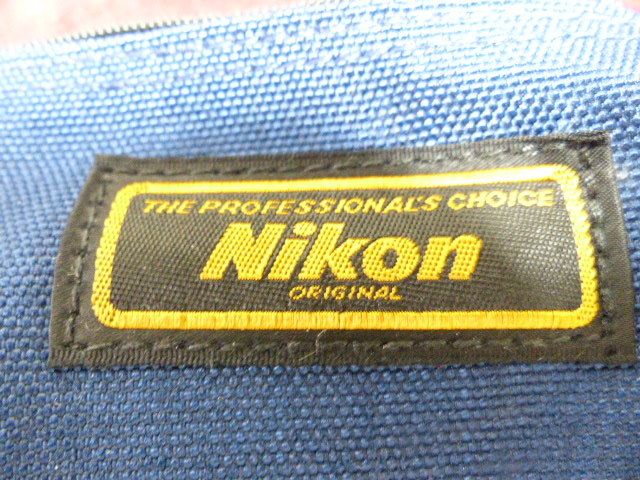 THE PROFESSIONAL'S CHOICE
Nikon
ORIGINAL